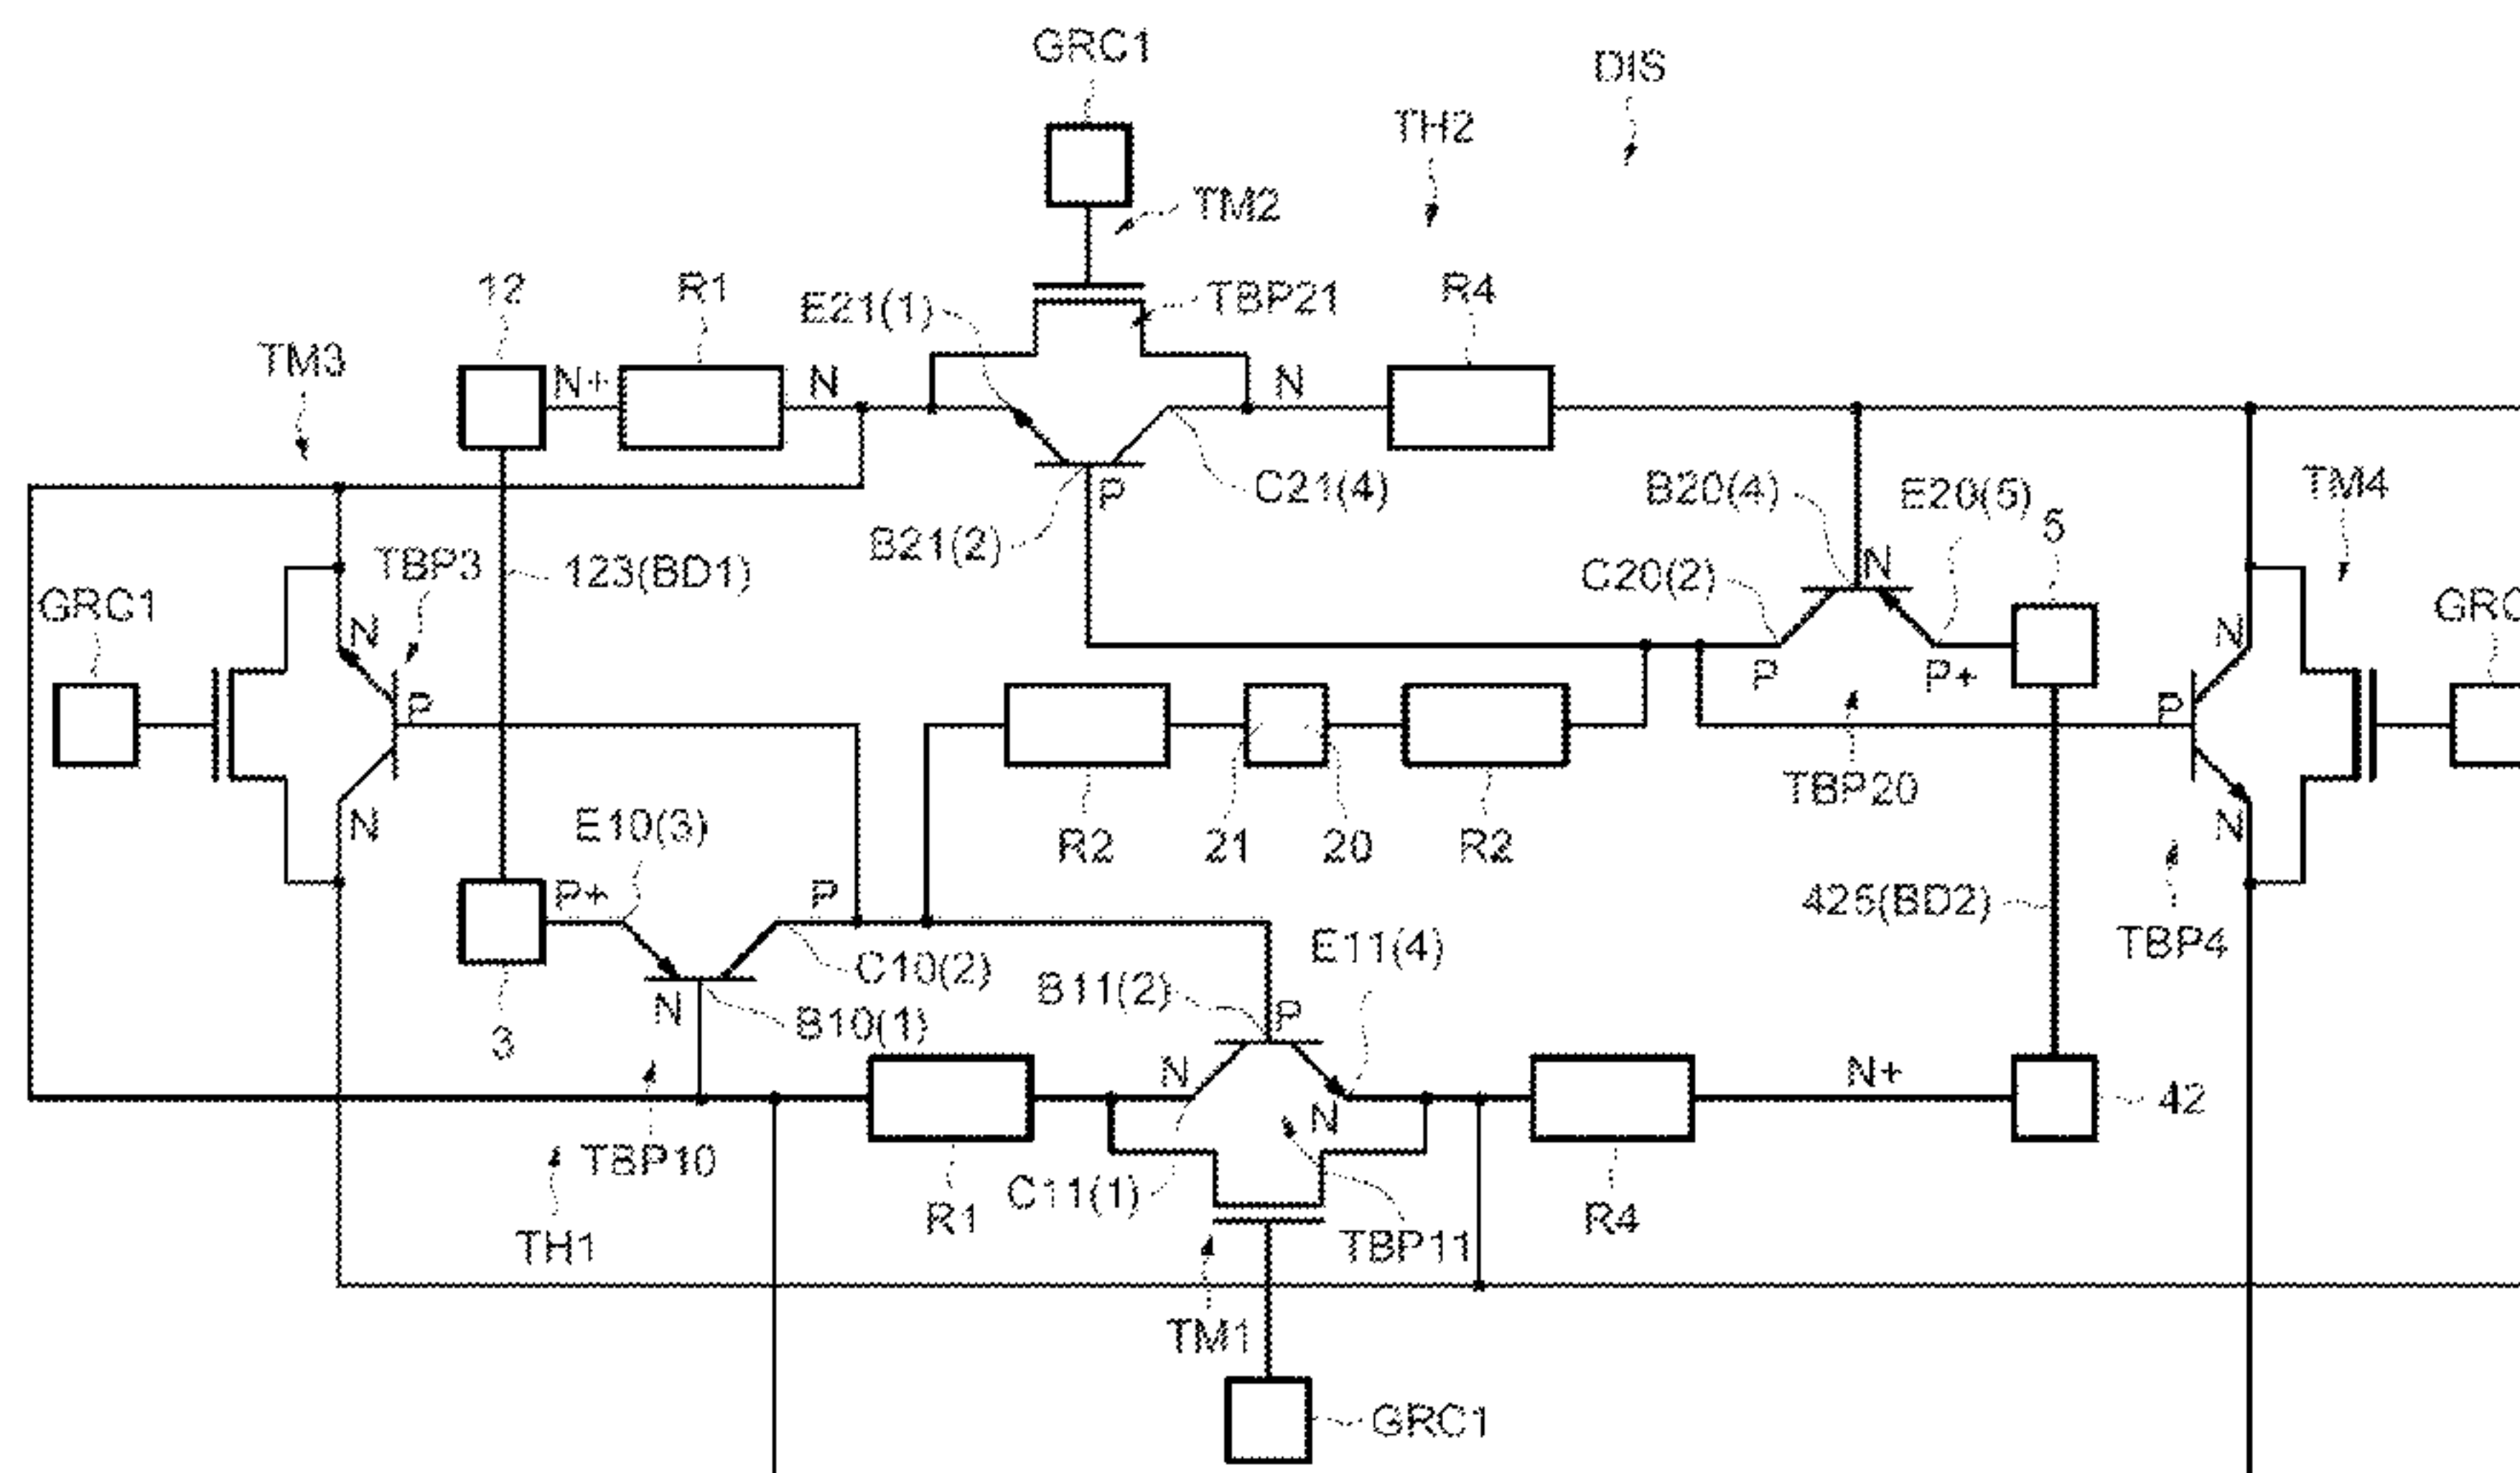 GRC1
DIS
TH2
TM2
12
R1
E21(1)
TBP21
R4
TM3
N+
N
N
C21(4)
B20(4)
E20(5)
TM4
P
B21(2)
5
TBP3
123(BD1)
C20(2)
N
GRC1
GRC
N
N
P
P+
P
P
TBP20
E10(3)
R2
21
20
R2
N
N
P+
P
425(BD2)
TBP4
C10(2)
E11(4)
B11(2)
N
B10(1)
P
3
N
N+
42
N
TBP10
C11(1)
R1
R4
TH1
TBP11
TM1
GRC1